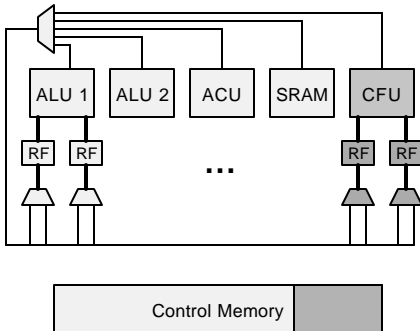 ALU 1 ALU 2 ACU SRAM CFU
RF RF RF RF
...
Control Memory